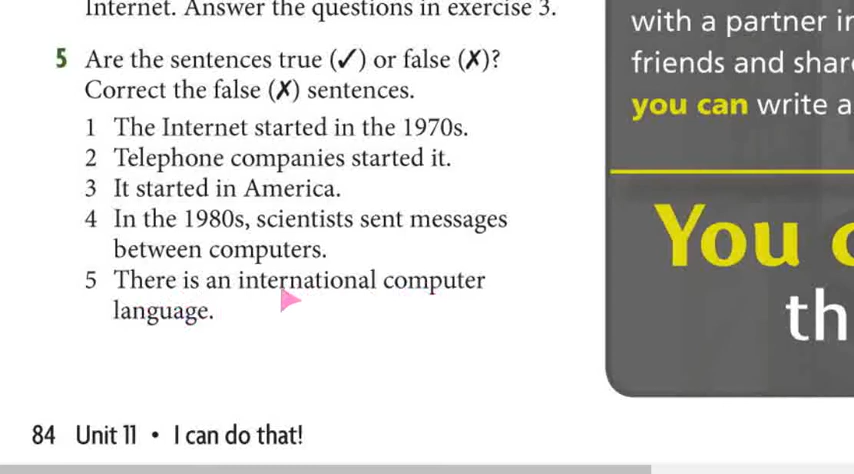 Internet. Answer the questions in exercise 3.
5 Are the sentences true (✓) or false (✗)?
Correct the false (✗) sentences.
1 The Internet started in the 1970s.
2 Telephone companies started it.
3 It started in America.
4 In the 1980s, scientists sent messages
between computers.
5 There is an international computer
language.
84 Unit 11 • I can do that!
with a partner in
friends and share
you can write a
You c
th